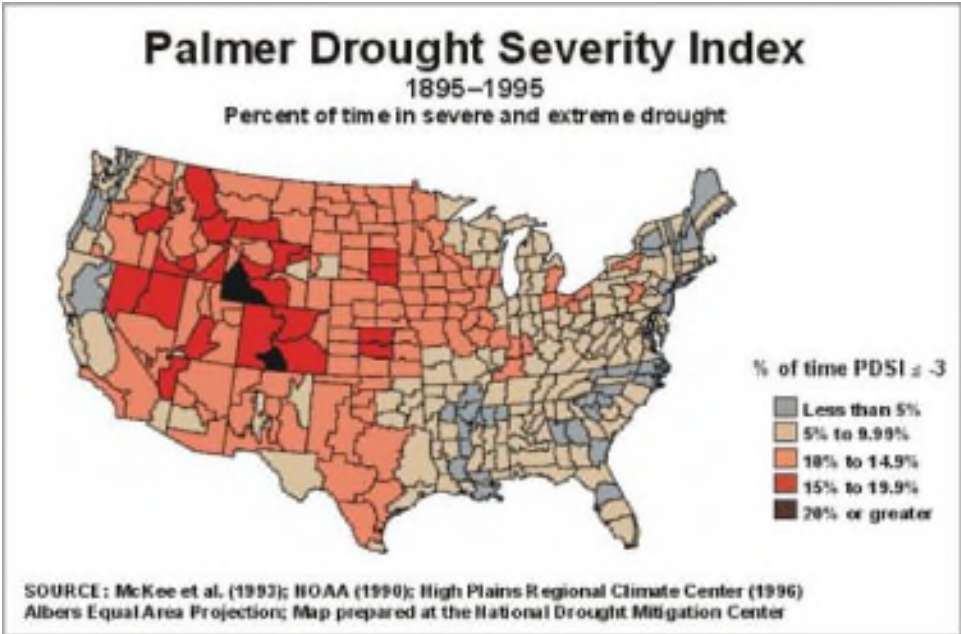 Palmer Drought Severity Index
1895–1995
Percent of time in severe and extreme drought
% of time PDSI ≤ -3
Less than 5%
5% to 9.99%
10% to 14.9%
15% to 19.9%
20% or greater
SOURCE: McKee et al. (1993); NOAA (1990); High Plains Regional Climate Center (1996)
Albers Equal Area Projection; Map prepared at the National Drought Mitigation Center